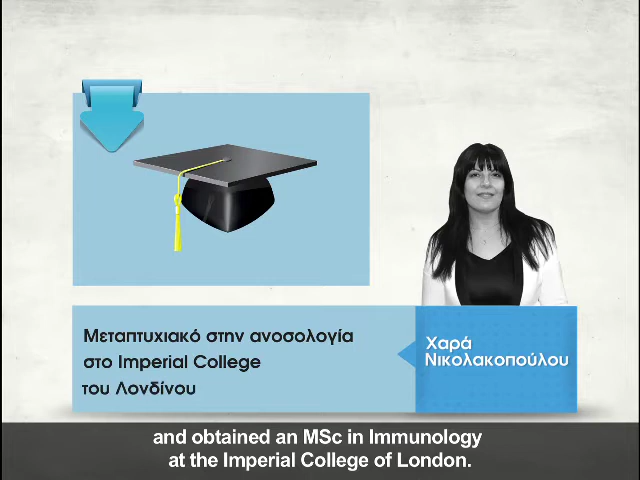 Μεταπτυχιακό στην ανοσολογία
στο Imperial College
του Λονδίνου
Χαρά
Νικολακοπούλου
and obtained an MSc in Immunology
at the Imperial College of London.